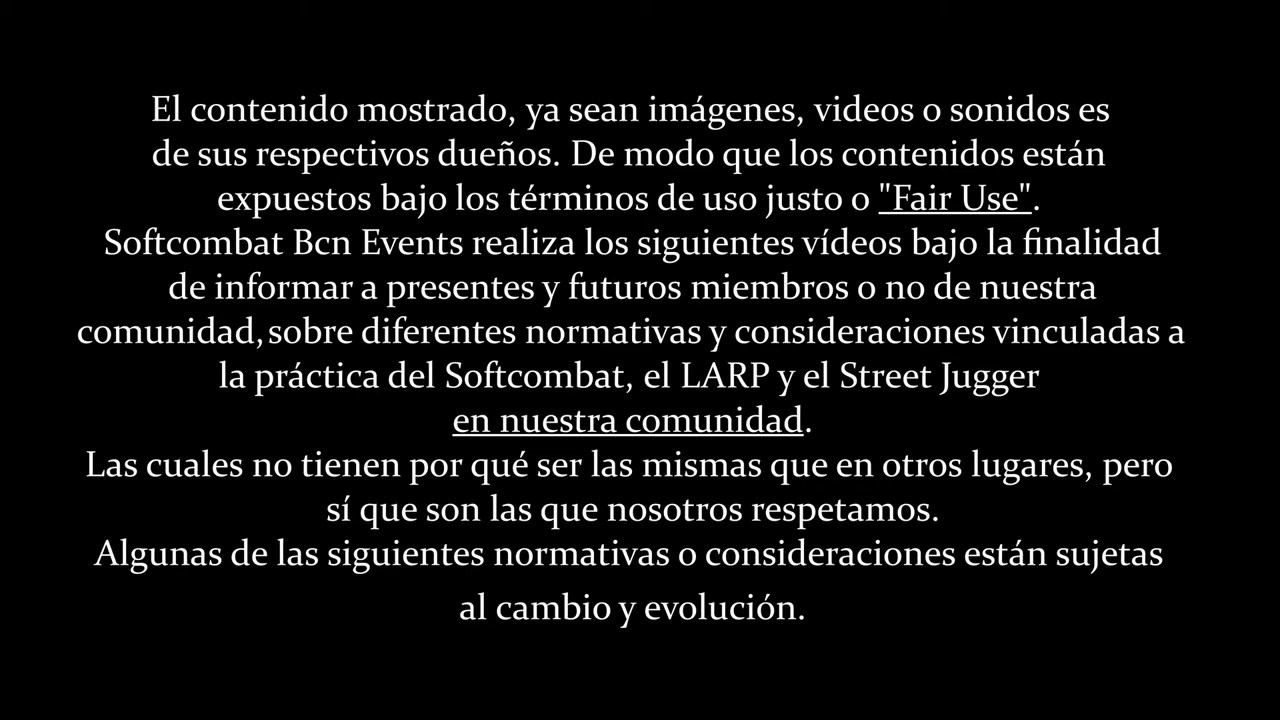 El contenido mostrado, ya sean imágenes, videos o sonidos es
de sus respectivos dueños. De modo que los contenidos están
expuestos bajo los términos de uso justo o "Fair Use".
Softcombat Bcn Events realiza los siguientes vídeos bajo la finalidad
de informar a presentes y futuros miembros o no de nuestra
comunidad, sobre diferentes normativas y consideraciones vinculadas a
la práctica del Softcombat, el LARP y el Street Jugger
en nuestra comunidad.
Las cuales no tienen por qué ser las mismas que en otros lugares, pero
sí que son las que nosotros respetamos.
Algunas de las siguientes normativas o consideraciones están sujetas
al cambio y evolución.